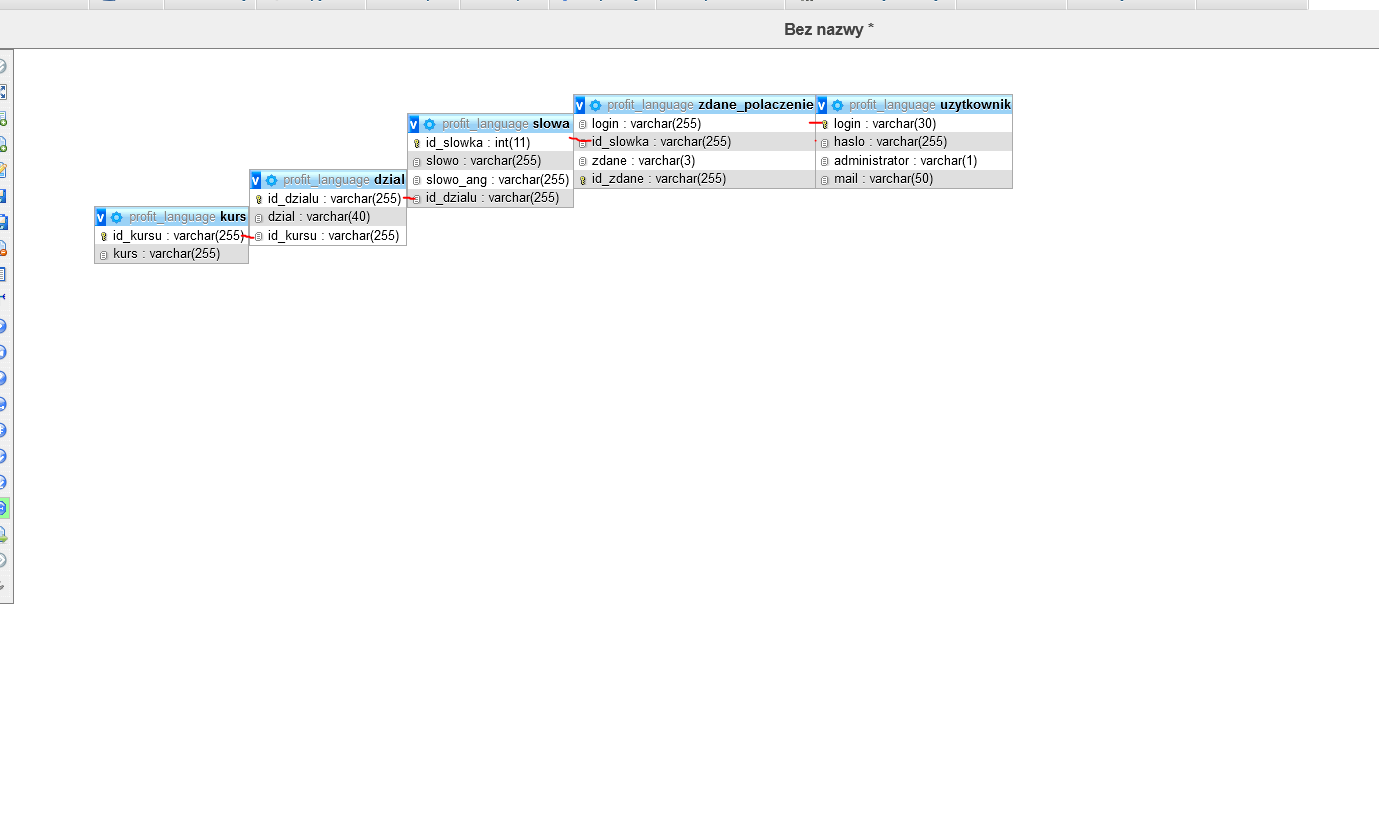 Bez nazwy *
profit_language kurs
id_kursu : varchar(255)
kurs : varchar(255)
profit_language dzial
id_dzialu : varchar(255)
dzial : varchar(40)
id_kursu : varchar(255)
profit_language slowa
id_slowka : int(11)
slowo : varchar(255)
slowo_ang : varchar(255)
id_dzialu : varchar(255)
profit_language zdane_polaczenie
login : varchar(255)
id_slowka : varchar(255)
zdane : varchar(3)
id_zdane : varchar(255)
profit_language uzytkownik
login : varchar(30)
haslo : varchar(255)
administrator : varchar(1)
mail : varchar(50)